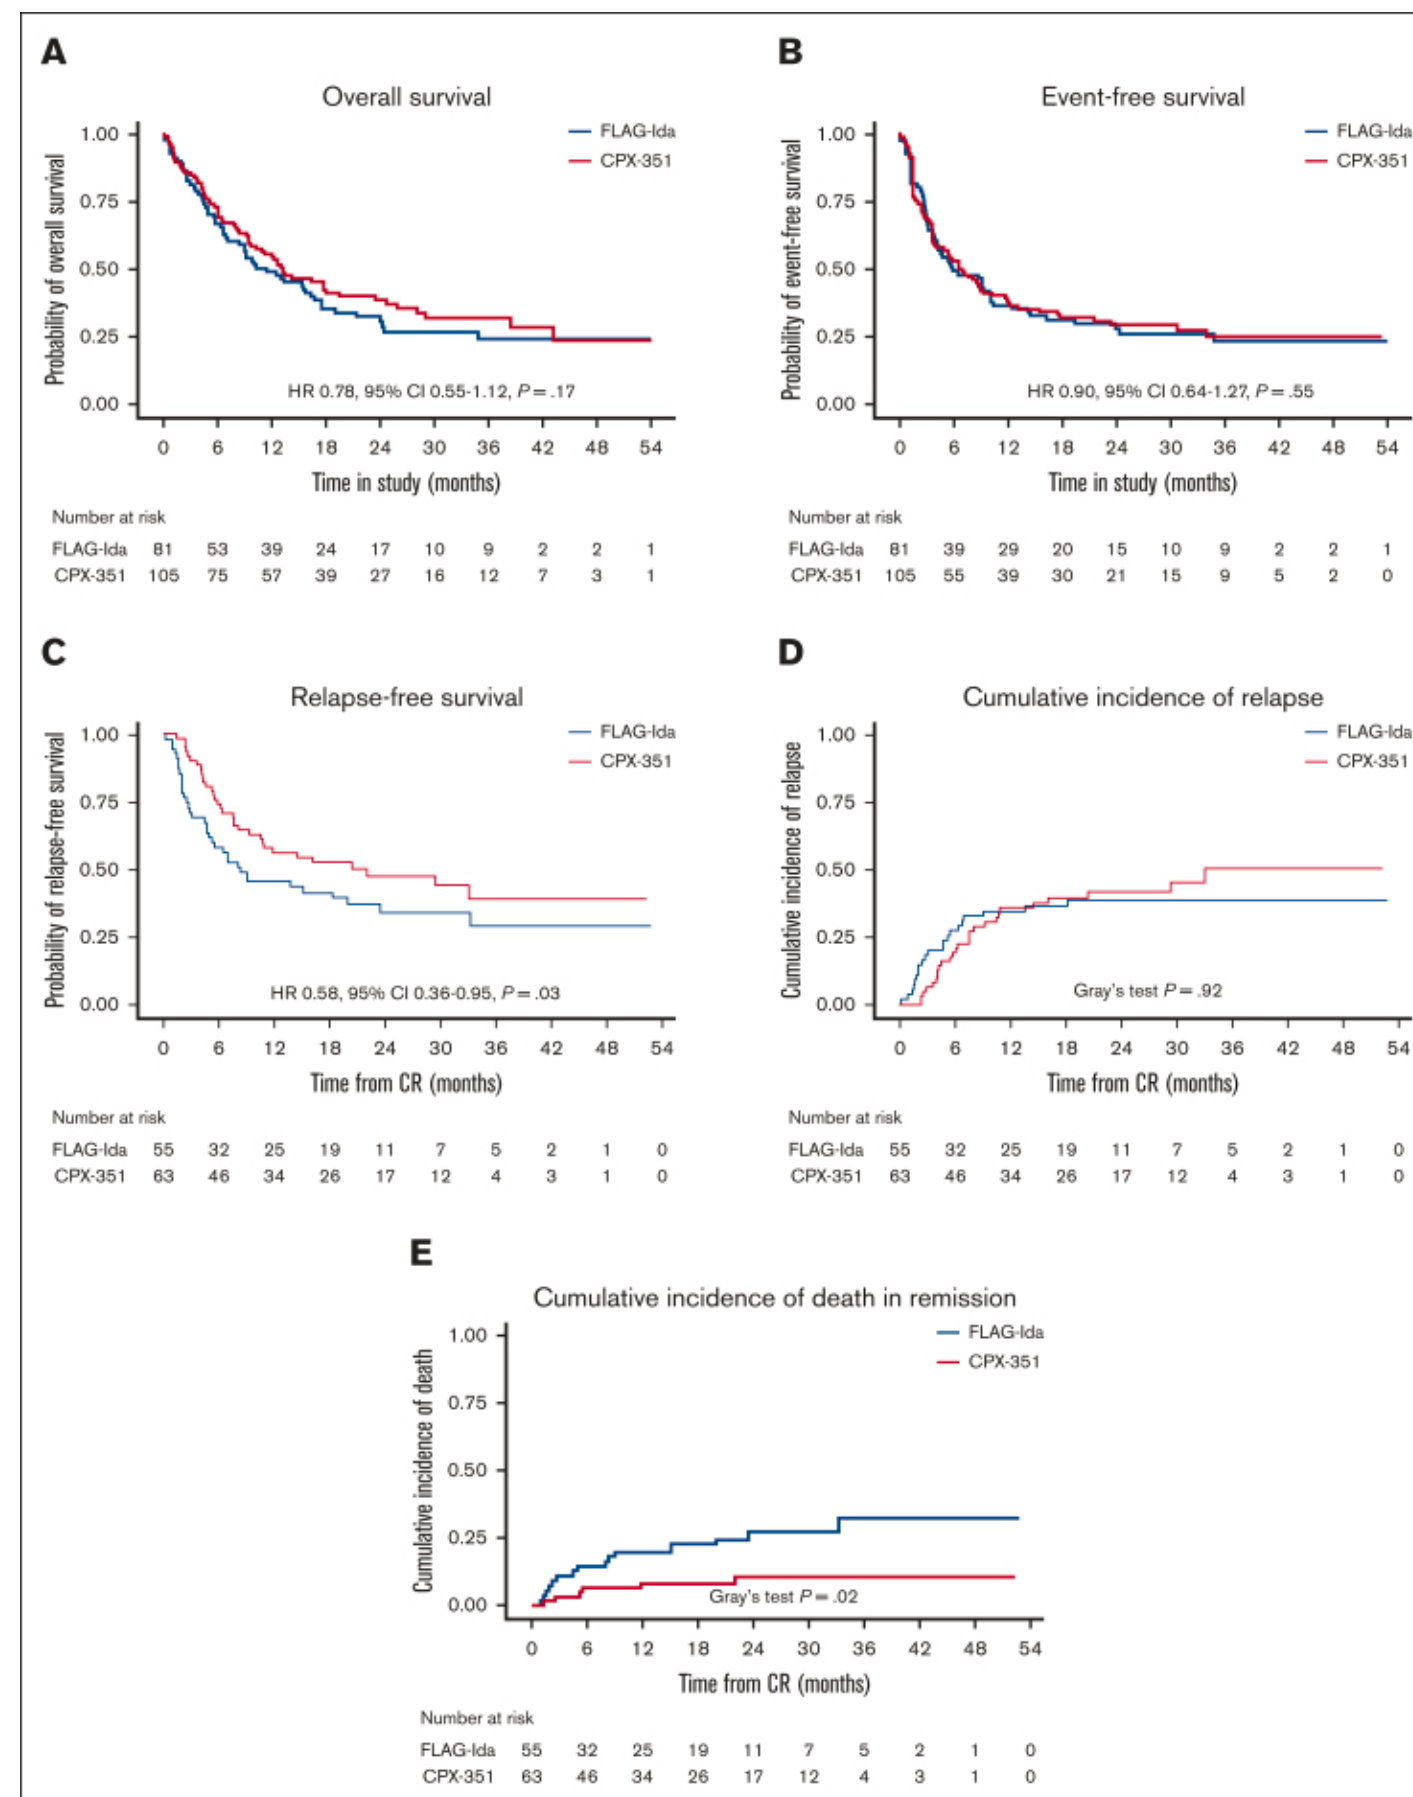 A
Overall survival
FLAG-Ida
CPX-351
Probability of overall survival
1.00
0.75
0.50
0.25
0.00
HR 0.78, 95% CI 0.55-1.12, P = .17
0 6 12 18 24 30 36 42 48 54
Time in study (months)
Number at risk
FLAG-Ida 81 53 39 24 17 10 9 2 2 1
CPX-351 105 75 57 39 27 16 12 7 3 1
B
Event-free survival
FLAG-Ida
CPX-351
Probability of event-free survival
1.00
0.75
0.50
0.25
0.00
HR 0.90, 95% CI 0.64-1.27, P = .55
0 6 12 18 24 30 36 42 48 54
Time in study (months)
Number at risk
FLAG-Ida 81 39 29 20 15 10 9 2 2 1
CPX-351 105 55 39 30 21 15 9 5 2 0
C
Relapse-free survival
FLAG-Ida
CPX-351
Probability of relapse-free survival
1.00
0.75
0.50
0.25
0.00
HR 0.58, 95% CI 0.36-0.95, P = .03
0 6 12 18 24 30 36 42 48 54
Time from CR (months)
Number at risk
FLAG-Ida 55 32 25 19 11 7 5 2 1 0
CPX-351 63 46 34 26 17 12 4 3 1 0
D
Cumulative incidence of relapse
FLAG-Ida
CPX-351
Cumulative incidence of relapse
1.00
0.75
0.50
0.25
0.00
Gray's test P = .92
0 6 12 18 24 30 36 42 48 54
Time from CR (months)
Number at risk
FLAG-Ida 55 32 25 19 11 7 5 2 1 0
CPX-351 63 46 34 26 17 12 4 3 1 0
E
Cumulative incidence of death in remission
FLAG-Ida
CPX-351
Cumulative incidence of death
1.00
0.75
0.50
0.25
0.00
Gray's test P = .02
0 6 12 18 24 30 36 42 48 54
Time from CR (months)
Number at risk
FLAG-Ida 55 32 25 19 11 7 5 2 1 0
CPX-351 63 46 34 26 17 12 4 3 1 0